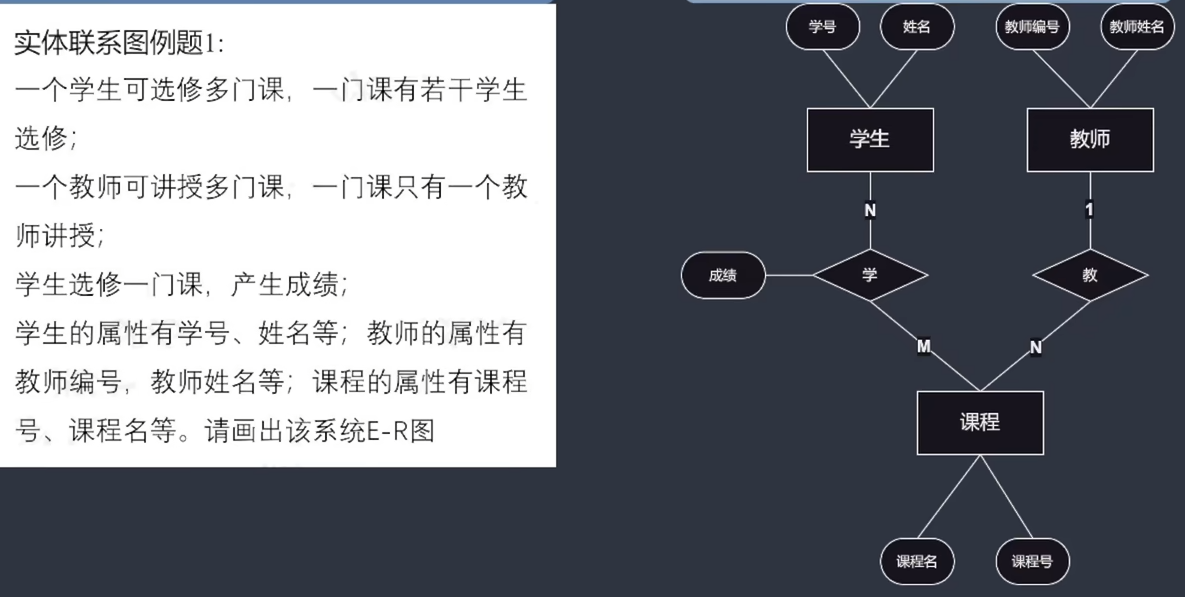 实体联系图例题1:
一个学生可选修多门课，一门课有若干学生
选修；
一个教师可讲授多门课，一门课只有一个教
师讲授；
学生选修一门课，产生成绩；
学生的属性有学号、姓名等；教师的属性有
教师编号，教师姓名等；课程的属性有课程
号、课程名等。请画出该系统E-R图
学号
姓名
教师编号
教师姓名
学生
教师
N
1
成绩
学
教
M
N
课程
课程名
课程号